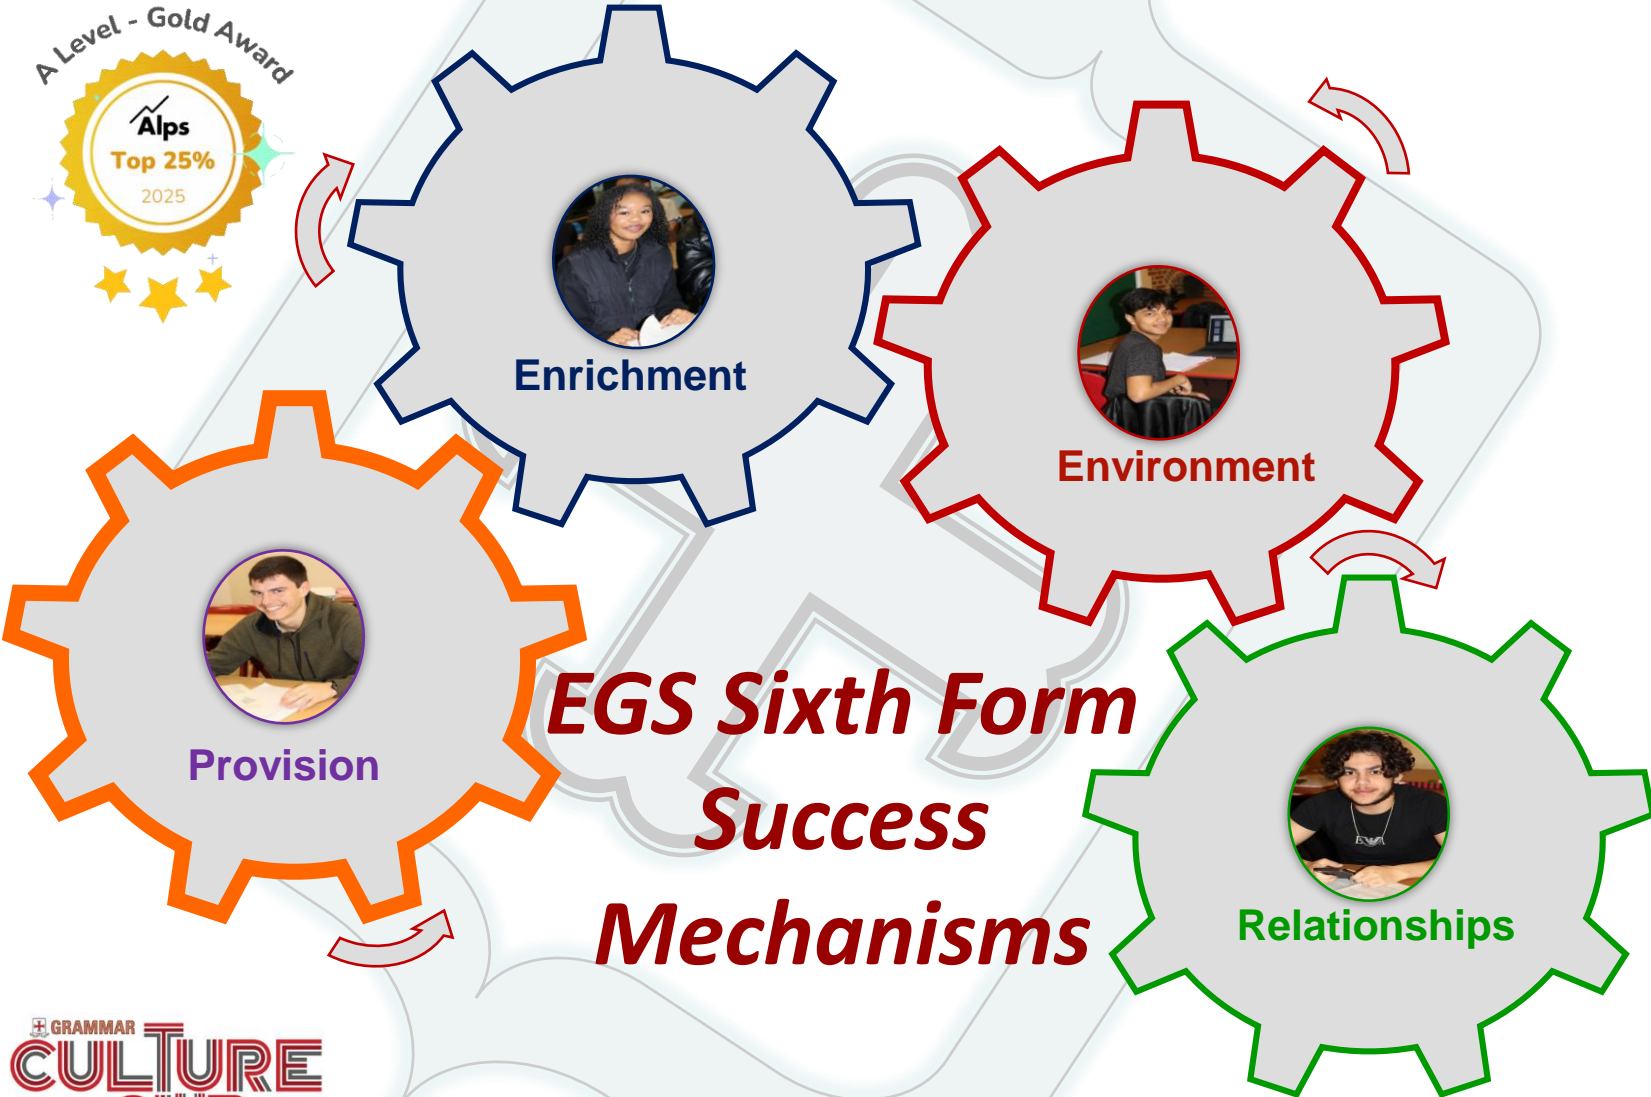 A Level - Gold Award
Alps
Top 25%
2025
Enrichment
Environment
Provision
EGS Sixth Form
Success
Mechanisms
Relationships
GRAMMAR
CULTURE